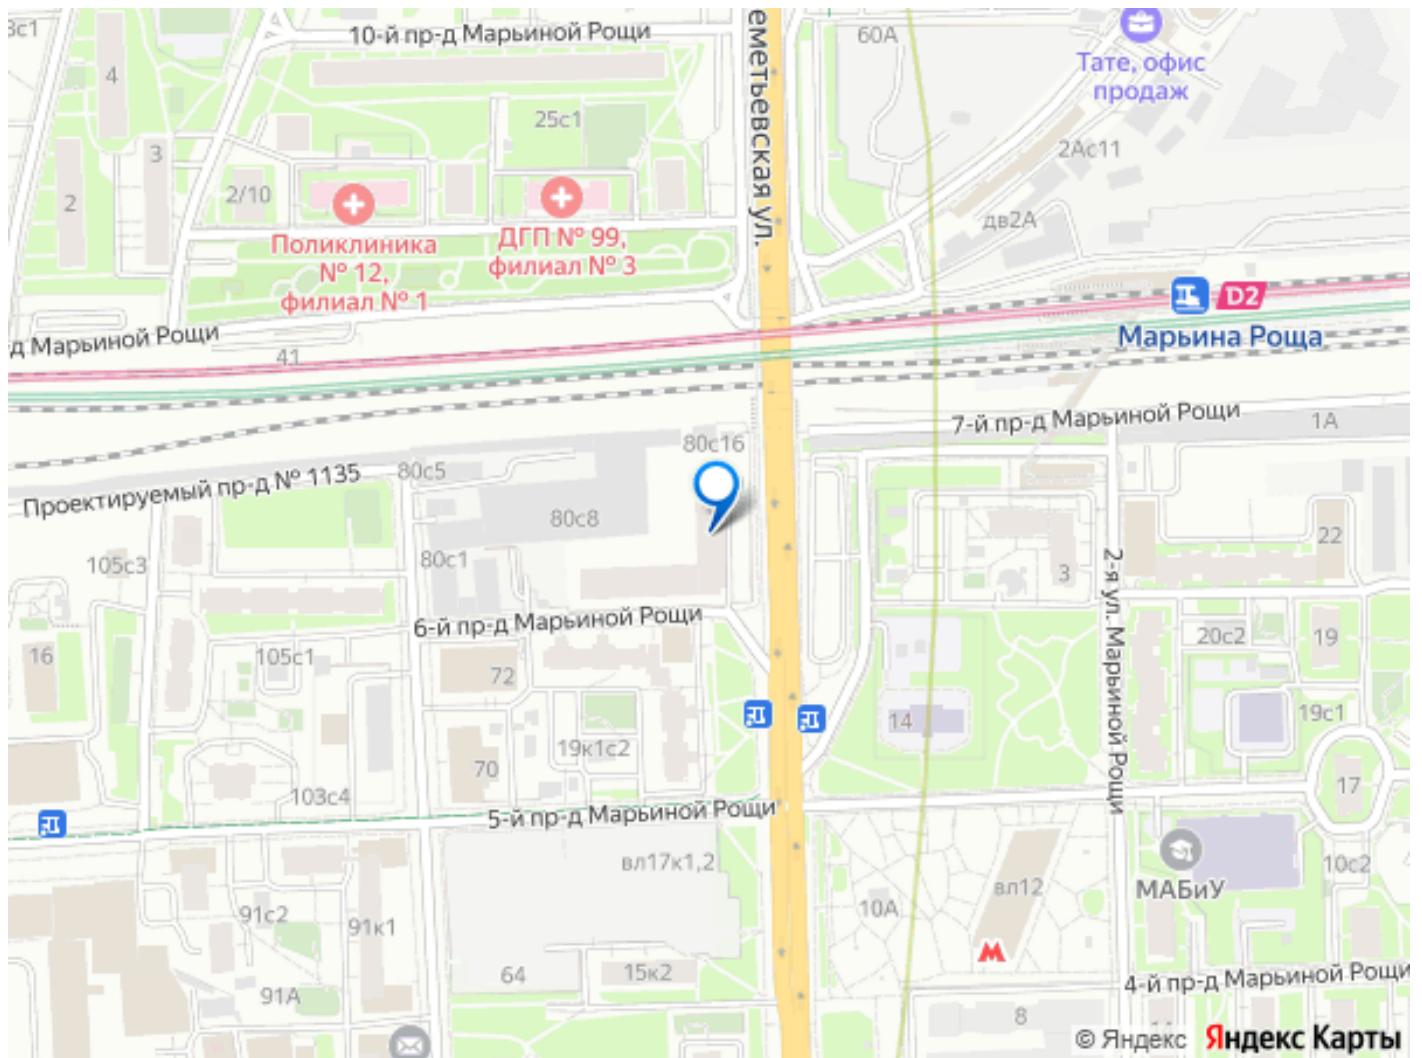 3с1
10-й пр-д Марьиной Рощи
еметьевская ул.
60А
Тате, офис
продаж
4
25с1
2Ас11
3
2
2/10
дв2А
Поликлиника
№ 12,
филиал № 1
ДГП № 99,
филиал № 3
D2
Марьина Роща
д Марьиной Рощи
41
7-й пр-д Марьиной Рощи
1А
80с16
80с5
Проектируемый пр-д № 1135
80с8
22
105с3
80с1
3
2-я ул. Марьиной Рощи
6-й пр-д Марьиной Рощи
20с2
19
16
105с1
72
14
19с1
19к1с2
70
17
103с4
5-й пр-д Марьиной Рощи
вл17к1,2
10с2
вл12
МАБиУ
10А
91с2
91к1
64
15к2
4-й пр-д Марьиной Рощи
91А
8
© Яндекс Яндекс Карты